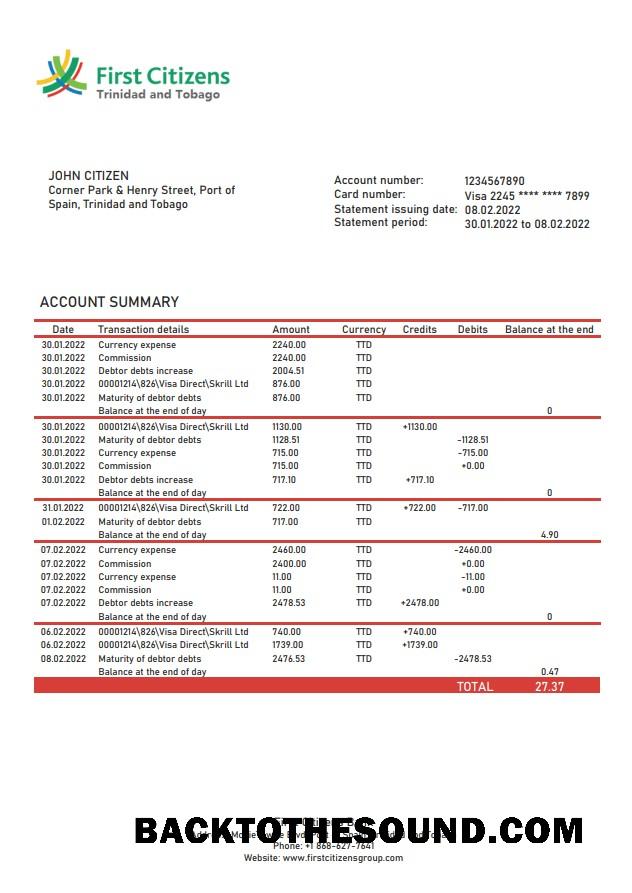 First Citizens
Trinidad and Tobago
JOHN CITIZEN
Corner Park & Henry Street, Port of
Spain, Trinidad and Tobago
Account number: 1234567890
Card number: Visa 2245 **** **** 7899
Statement issuing date: 08.02.2022
Statement period: 30.01.2022 to 08.02.2022
ACCOUNT SUMMARY
Date Transaction details Amount Currency Credits Debits Balance at the end
30.01.2022 Currency expense 2240.00 TTD
30.01.2022 Commission 2240.00 TTD
30.01.2022 Debtor debts increase 2004.51 TTD
30.01.2022 00001214\826\Visa Direct\Skrill Ltd 876.00 TTD
30.01.2022 Maturity of debtor debts 876.00 TTD
Balance at the end of day 0
30.01.2022 00001214\826\Visa Direct\Skrill Ltd 1130.00 TTD +1130.00
30.01.2022 Maturity of debtor debts 1128.51 TTD -1128.51
30.01.2022 Currency expense 715.00 TTD -715.00
30.01.2022 Commission 715.00 TTD +0.00
30.01.2022 Debtor debts increase 717.10 TTD +717.10
Balance at the end of day 0
31.01.2022 00001214\826\Visa Direct\Skrill Ltd 722.00 TTD +722.00 -717.00
01.02.2022 Maturity of debtor debts 717.00 TTD
Balance at the end of day 4.90
07.02.2022 Currency expense 2460.00 TTD -2460.00
07.02.2022 Commission 2400.00 TTD +0.00
07.02.2022 Currency expense 11.00 TTD -11.00
07.02.2022 Commission 11.00 TTD +0.00
07.02.2022 Debtor debts increase 2478.53 TTD +2478.00
Balance at the end of day 0
06.02.2022 00001214\826\Visa Direct\Skrill Ltd 740.00 TTD +740.00
06.02.2022 00001214\826\Visa Direct\Skrill Ltd 1739.00 TTD +1739.00
08.02.2022 Maturity of debtor debts 2476.53 TTD -2478.53
Balance at the end of day 0.47
TOTAL 27.37
BACKTOTHESOUND.COM
Phone: +1 868-627-7641
Website: www.firstcitizensgroup.com